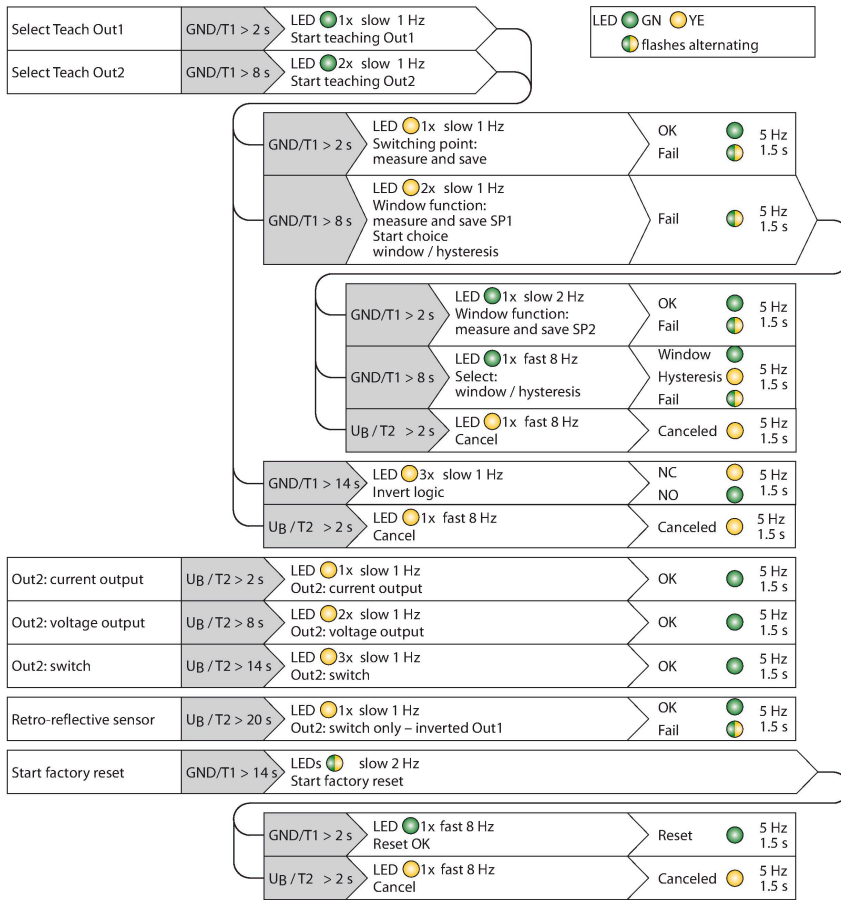 LED GN YE
flashes alternating
Select Teach Out1 GND/T1 > 2 s LED 1x slow 1 Hz
Start teaching Out1
Select Teach Out2 GND/T1 > 8 s LED 2x slow 1 Hz
Start teaching Out2
GND/T1 > 2 s LED 1x slow 1 Hz
Switching point:
measure and save
OK 5 Hz
Fail 1.5 s
GND/T1 > 8 s LED 2x slow 1 Hz
Window function:
measure and save SP1
Start choice
window / hysteresis
Fail 5 Hz
1.5 s
GND/T1 > 2 s LED 1x slow 2 Hz
Window function:
measure and save SP2
OK 5 Hz
Fail 1.5 s
GND/T1 > 8 s LED 1x fast 8 Hz
Select:
window / hysteresis
Window
Hysteresis 5 Hz
Fail 1.5 s
UB / T2 > 2 s LED 1x fast 8 Hz
Cancel
Canceled 5 Hz
1.5 s
GND/T1 > 14 s LED 3x slow 1 Hz
Invert logic
NC 5 Hz
NO 1.5 s
UB / T2 > 2 s LED 1x fast 8 Hz
Cancel
Canceled 5 Hz
1.5 s
Out2: current output UB / T2 > 2 s LED 1x slow 1 Hz
Out2: current output
OK 5 Hz
1.5 s
Out2: voltage output UB / T2 > 8 s LED 2x slow 1 Hz
Out2: voltage output
OK 5 Hz
1.5 s
Out2: switch UB / T2 > 14 s LED 3x slow 1 Hz
Out2: switch
OK 5 Hz
1.5 s
Retro-reflective sensor UB / T2 > 20 s LED 1x slow 1 Hz
Out2: switch only – inverted Out1
OK 5 Hz
Fail 1.5 s
Start factory reset GND/T1 > 14 s LEDs slow 2 Hz
Start factory reset
GND/T1 > 2 s LED 1x fast 8 Hz
Reset OK
Reset 5 Hz
1.5 s
UB / T2 > 2 s LED 1x fast 8 Hz
Cancel
Canceled 5 Hz
1.5 s